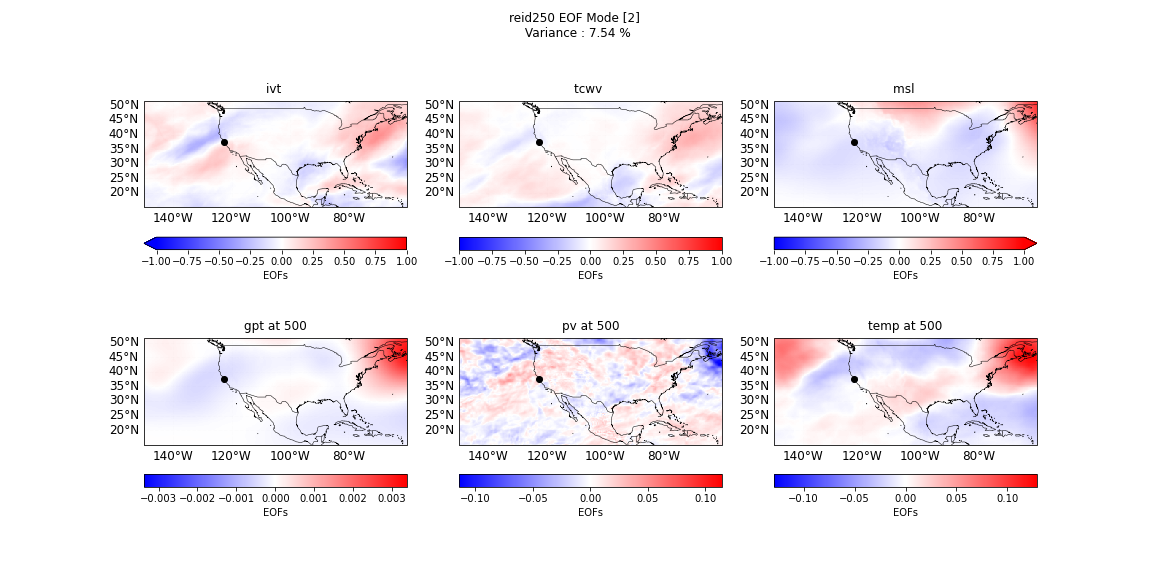 reid250 EOF Mode [2]
Variance : 7.54 %
ivt
tcwv
msl
50°N
45°N
40°N
35°N
30°N
25°N
20°N
140°W 120°W 100°W 80°W
50°N
45°N
40°N
35°N
30°N
25°N
20°N
140°W 120°W 100°W 80°W
50°N
45°N
40°N
35°N
30°N
25°N
20°N
140°W 120°W 100°W 80°W
−1.00 −0.75 −0.50 −0.25 0.00 0.25 0.50 0.75 1.00
EOFs
−1.00 −0.75 −0.50 −0.25 0.00 0.25 0.50 0.75 1.00
EOFs
−1.00 −0.75 −0.50 −0.25 0.00 0.25 0.50 0.75 1.00
EOFs
gpt at 500
pv at 500
temp at 500
50°N
45°N
40°N
35°N
30°N
25°N
20°N
140°W 120°W 100°W 80°W
50°N
45°N
40°N
35°N
30°N
25°N
20°N
140°W 120°W 100°W 80°W
50°N
45°N
40°N
35°N
30°N
25°N
20°N
140°W 120°W 100°W 80°W
−0.003 −0.002 −0.001 0.000 0.001 0.002 0.003
EOFs
−0.10 −0.05 0.00 0.05 0.10
EOFs
−0.10 −0.05 0.00 0.05 0.10
EOFs